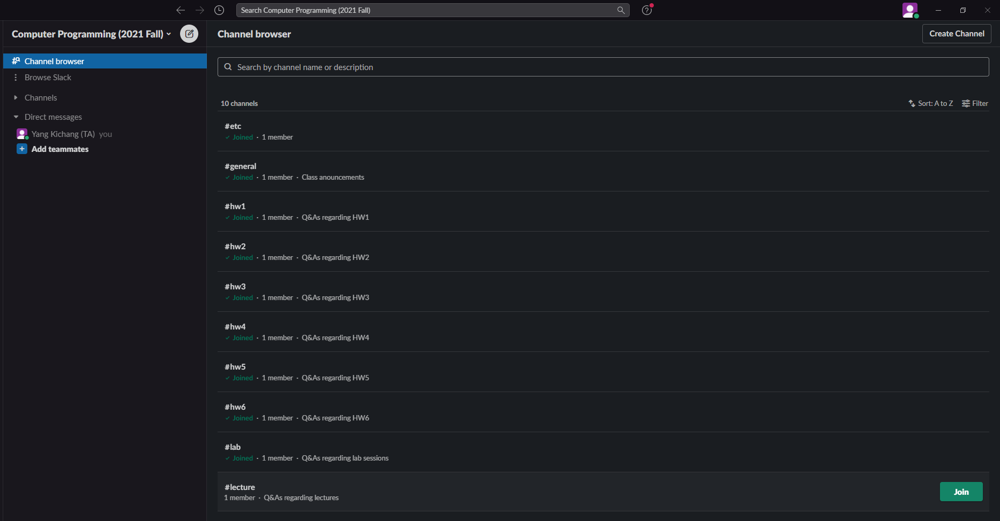 Search Computer Programming (2021 Fall)
Computer Programming (2021 Fall)
Channel browser
Browse Slack
Channels
Direct messages
Yang Kichang (TA) you
Add teammates
Channel browser
Create Channel
Search by channel name or description
10 channels
Sort: A to Z
Filter
#etc
Joined · 1 member
#general
Joined · 1 member · Class anouncements
#hw1
Joined · 1 member · Q&As regarding HW1
#hw2
Joined · 1 member · Q&As regarding HW2
#hw3
Joined · 1 member · Q&As regarding HW3
#hw4
Joined · 1 member · Q&As regarding HW4
#hw5
Joined · 1 member · Q&As regarding HW5
#hw6
Joined · 1 member · Q&As regarding HW6
#lab
Joined · 1 member · Q&As regarding lab sessions
#lecture
1 member · Q&As regarding lectures
Join